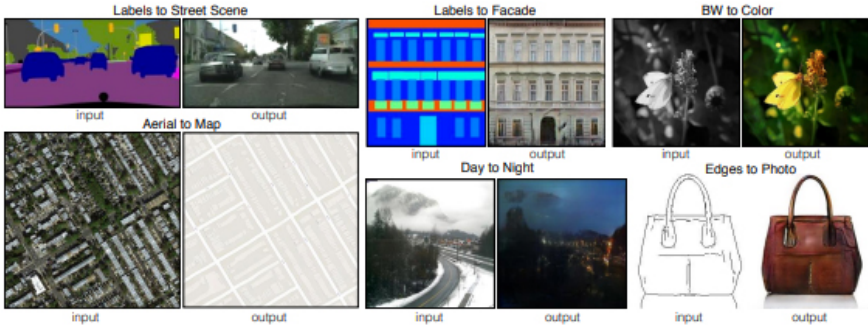 Labels to Street Scene
input
output
Labels to Facade
input
output
BW to Color
input
output
Aerial to Map
input
output
Day to Night
input
output
Edges to Photo
input
output